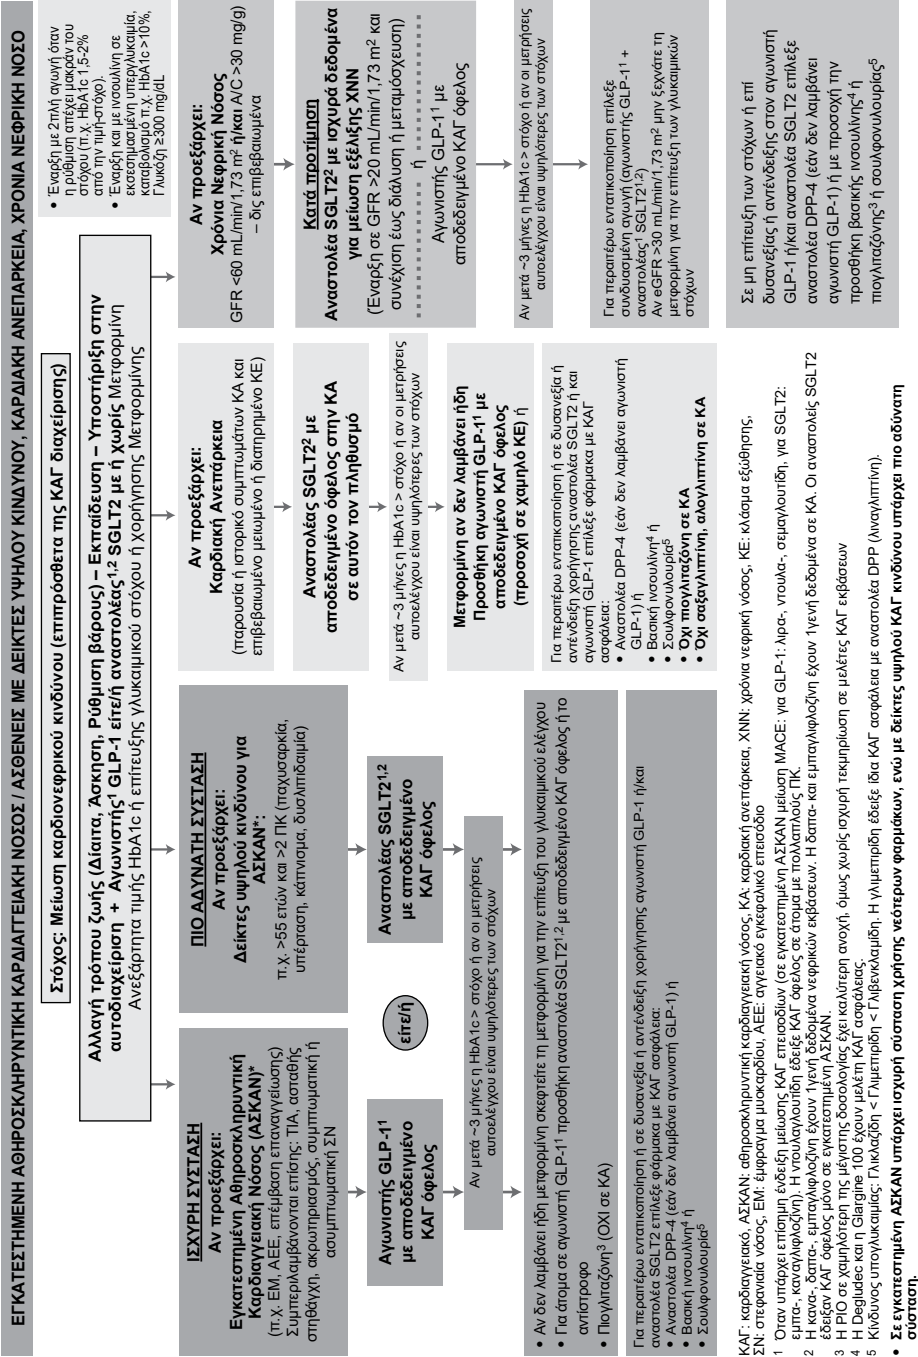 ΕΓΚΑΤΕΣΤΗΜΕΝΗ ΑΘΗΡΟΣΚΛΗΡΥΝΤΙΚΗ ΚΑΡΔΙΑΓΓΕΙΑΚΗ ΝΟΣΟΣ / ΑΣΘΕΝΕΙΣ ΜΕ ΔΕΙΚΤΕΣ ΥΨΗΛΟΥ ΚΙΝΔΥΝΟΥ, ΚΑΡΔΙΑΚΗ ΑΝΕΠΑΡΚΕΙΑ, ΧΡΟΝΙΑ ΝΕΦΡΙΚΗ ΝΟΣΟ
Στόχος: Μείωση καρδιονεφρικού κινδύνου (επιπρόσθετα της ΚΑΓ διαχείρισης)
Αλλαγή τρόπου ζωής (Δίαιτα, Άσκηση, Ρύθμιση βάρους) – Εκπαίδευση – Υποστήριξη στην
αυτοδιαχείριση + Αγωνιστής¹ GLP-1 είτε/ή αναστολέας¹,² SGLT2 με ή χωρίς Μετφορμίνη
Ανεξάρτητα τιμής HbA1c ή επίτευξης γλυκαιμικού στόχου ή χορήγησης Μετφορμίνης
• Έναρξη με 2πλή αγωγή όταν
η ρύθμιση απέχει μακράν του
στόχου (π.χ. HbA1c 1,5-2%
από την τιμή-στόχο).
• Έναρξη και με ινσουλίνη σε
εκσεσημασμένη υπεργλυκαιμία,
καταβολισμό π.χ. HbA1c >10%,
Γλυκόζη ≥300 mg/dL
ΙΣΧΥΡΗ ΣΥΣΤΑΣΗ
Αν προεξάρχει:
Εγκατεστημένη Αθηροσκληρυντική
Καρδιαγγειακή Νόσος (ΑΣΚΑΝ)*
(π.χ. ΕΜ, ΑΕΕ, επέμβαση επαναγγείωσης)
Συμπεριλαμβάνονται επίσης: ΤΙΑ, ασταθής
στηθάγχη, ακρωτηριασμός, συμπτωματική ή
ασυμπτωματική ΣΝ
ΠΙΟ ΑΔΥΝΑΤΗ ΣΥΣΤΑΣΗ
Αν προεξάρχει:
Δείκτες υψηλού κινδύνου για
ΑΣΚΑΝ*:
π.χ. >55 ετών και >2 ΠΚ (παχυσαρκία,
υπέρταση, κάπνισμα, δυσλιπιδαιμία)
Αγωνιστής GLP-1¹
με αποδεδειγμένο
ΚΑΓ όφελος
είτε/ή
Αναστολέας SGLT2¹,²
με αποδεδειγμένο
ΚΑΓ όφελος
Αν μετά ~3 μήνες η HbA1c > στόχο ή αν οι μετρήσεις
αυτοελέγχου είναι υψηλότερες των στόχων
• Αν δεν λαμβάνει ήδη μετφορμίνη σκεφτείτε τη μετφορμίνη για την επίτευξη του γλυκαιμικού ελέγχου
• Για άτομα σε αγωνιστή GLP-1¹ προσθήκη αναστολέα SGLT2¹,² με αποδεδειγμένο ΚΑΓ όφελος ή το
αντίστροφο
• Πιογλιταζόνη³ (ΟΧΙ σε ΚΑ)
Για περαιτέρω εντατικοποίηση ή σε δυσανεξία ή αντένδειξη χορήγησης αγωνιστή GLP-1 ή/και
αναστολέα SGLT2 επίλεξε φάρμακα με ΚΑΓ ασφάλεια:
• Αναστολέα DPP-4 (εάν δεν λαμβάνει αγωνιστή GLP-1) ή
• Βασική ινσουλίνη⁴ ή
• Σουλφονυλουρία⁵
Αν προεξάρχει:
Καρδιακή Ανεπάρκεια
(παρουσία ή ιστορικό συμπτωμάτων ΚΑ και
επιβεβαιωμένο μειωμένο ή διατηρημένο ΚΕ)
Αναστολέας SGLT2² με
αποδεδειγμένο όφελος στην ΚΑ
σε αυτόν τον πληθυσμό
Αν μετά ~3 μήνες η HbA1c > στόχο ή αν οι μετρήσεις
αυτοελέγχου είναι υψηλότερες των στόχων
Μετφορμίνη αν δεν λαμβάνει ήδη
Προσθήκη αγωνιστή GLP-1¹ με
αποδεδειγμένο ΚΑΓ όφελος
(προσοχή σε χαμηλό ΚΕ) ή
Για περαιτέρω εντατικοποίηση ή σε δυσανεξία ή
αντένδειξη χορήγησης αναστολέα SGLT2 ή και
αγωνιστή GLP-1 επίλεξε φάρμακα με ΚΑΓ
ασφάλεια:
• Αναστολέα DPP-4 (εάν δεν λαμβάνει αγωνιστή
GLP-1) ή
• Βασική ινσουλίνη⁴ ή
• Σουλφονυλουρία⁵
• Όχι πιογλιταζόνη σε ΚΑ
• Όχι σαξαγλιπτίνη, αλογλιπτίνη σε ΚΑ
Αν προεξάρχει:
Χρόνια Νεφρική Νόσος
GFR <60 mL/min/1,73 m² ή/και A/C >30 mg/g)
– δις επιβεβαιωμένα
Κατά προτίμηση
Αναστολέα SGLT2² με ισχυρά δεδομένα
για μείωση εξέλιξης ΧΝΝ
(Έναρξη σε GFR >20 mL/min/1,73 m² και
συνέχιση έως διάλυση ή μεταμόσχευση)
ή
Αγωνιστής GLP-1¹ με
αποδεδειγμένο ΚΑΓ όφελος
Αν μετά ~3 μήνες η HbA1c > στόχο ή αν οι μετρήσεις
αυτοελέγχου είναι υψηλότερες των στόχων
Για περαιτέρω εντατικοποίηση επίλεξε
συνδυασμένη αγωγή (αγωνιστής GLP-1¹ +
αναστολέας¹ SGLT2¹,²)
Αν eGFR >30 mL/min/1,73 m² μην ξεχνάτε τη
μετφορμίνη για την επίτευξη των γλυκαιμικών
στόχων
Σε μη επίτευξη των στόχων ή επί
δυσανεξίας ή αντένδειξης στον αγωνιστή
GLP-1 ή/και αναστολέα SGLT2 επίλεξε
αναστολέα DPP-4 (εάν δεν λαμβάνει
αγωνιστή GLP-1) ή με προσοχή την
προσθήκη βασικής ινσουλίνης⁴ ή
πιογλιταζόνης³ ή σουλφονυλουρίας⁵
ΚΑΓ: καρδιαγγειακό, ΑΣΚΑΝ: αθηροσκληρυντική καρδιαγγειακή νόσος, ΚΑ: καρδιακή ανεπάρκεια, ΧΝΝ: χρόνια νεφρική νόσος, ΚΕ: κλάσμα εξώθησης,
ΣΝ: στεφανιαία νόσος, ΕΜ: έμφραγμα μυοκαρδίου, ΑΕΕ: αγγειακό εγκεφαλικό επεισόδιο
1 Όταν υπάρχει επίσημη ένδειξη μείωσης ΚΑΓ επεισοδίων (σε εγκατεστημένη ΑΣΚΑΝ μείωση MACE: για GLP-1: λιρα-, ντουλα-, σεμαγλουτίδη, για SGLT2:
εμπα-, καναγλιφλοζίνη). Η ντουλαγλουτίδη έδειξε ΚΑΓ όφελος σε άτομα με πολλαπλούς ΠΚ.
2 Η κανα-, δαπα-, εμπαγλιφλοζίνη έχουν 1γενή δεδομένα νεφρικών εκβάσεων. Η δαπα- και εμπαγλιφλοζίνη έχουν 1γενή δεδομένα σε ΚΑ. Οι αναστολείς SGLT2
έδειξαν ΚΑΓ όφελος μόνο σε εγκατεστημένη ΑΣΚΑΝ.
3 Η PIO σε χαμηλότερη της μέγιστης δοσολογίας έχει καλύτερη ανοχή, όμως χωρίς ισχυρή τεκμηρίωση σε μελέτες ΚΑΓ εκβάσεων
4 Η Degludec και η Glargine 100 έχουν μελέτη ΚΑΓ ασφάλειας.
5 Κίνδυνος υπογλυκαιμίας: Γλικλαζίδη < Γλιμεπιρίδη < Γλιβενκλαμίδη. Η γλιμεπιρίδη έδειξε ίδια ΚΑΓ ασφάλεια με αναστολέα DPP (λιναγλιπτίνη).
• Σε εγκατεστημένη ΑΣΚΑΝ υπάρχει ισχυρή σύσταση χρήσης νεότερων φαρμάκων, ενώ με δείκτες υψηλού ΚΑΓ κινδύνου υπάρχει πιο αδύνατη
σύσταση.